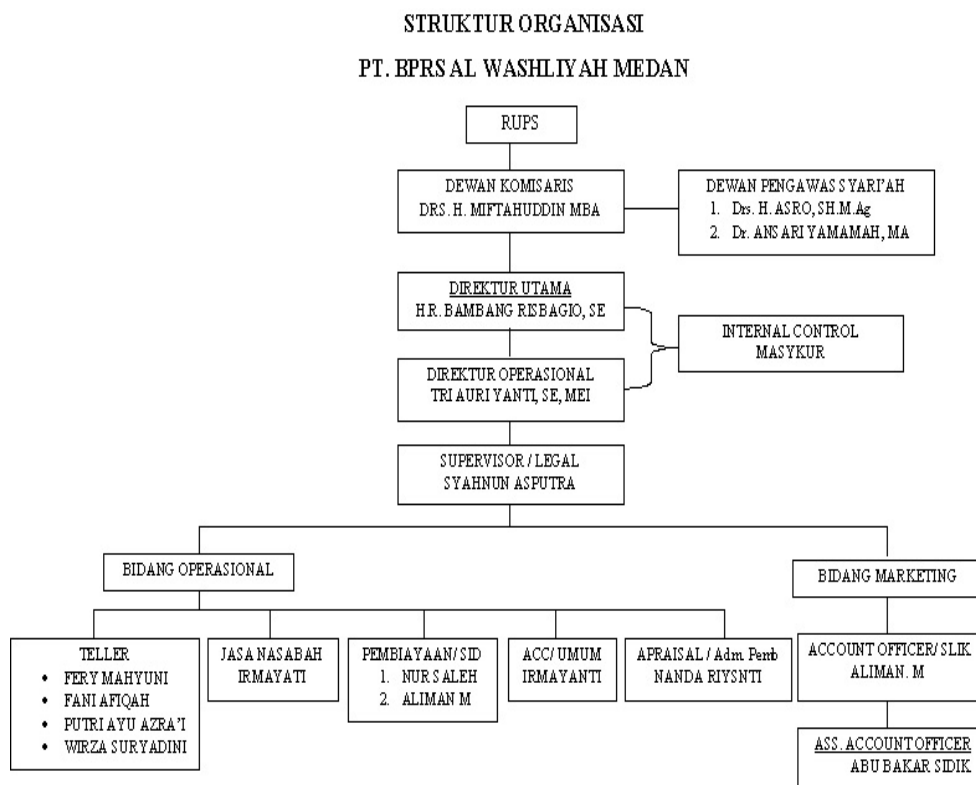 STRUKTUR ORGANISASI
PT. BPRS AL WASHLIYAH MEDAN
RUPS
DEWAN KOMISARIS
DRS. H. MIFTAHUDDIN MBA
DEWAN PENGAWAS SYARI'AH
1. Drs. H. ASRO, SH.M.Ag
2. Dr. ANSARI YAMAMAH, MA
DIREKTUR UTAMA
H.R. BAMBANG RISBAGIO, SE
INTERNAL CONTROL
MASYKUR
DIREKTUR OPERASIONAL
TRI AURI YANTI, SE, MEI
SUPERVISOR / LEGAL
SYAHNUN ASPUTRA
BIDANG OPERASIONAL
BIDANG MARKETING
TELLER
• FERY MAHYUNI
• FANI AFIQAH
• PUTRI AYU AZRA'I
• WIRZA SURYADINI
JASA NASABAH
IRMAYATI
PEMBIAYAAN/ SID
1. NUR SALEH
2. ALIMAN M
ACC/ UMUM
IRMAYANTI
APRAISAL / Adm. Pemb
NANDA RIYSNTI
ACCOUNT OFFICER/ SLIK
ALIMAN. M
ASS. ACCOUNT OFFICER
ABU BAKAR SIDIK